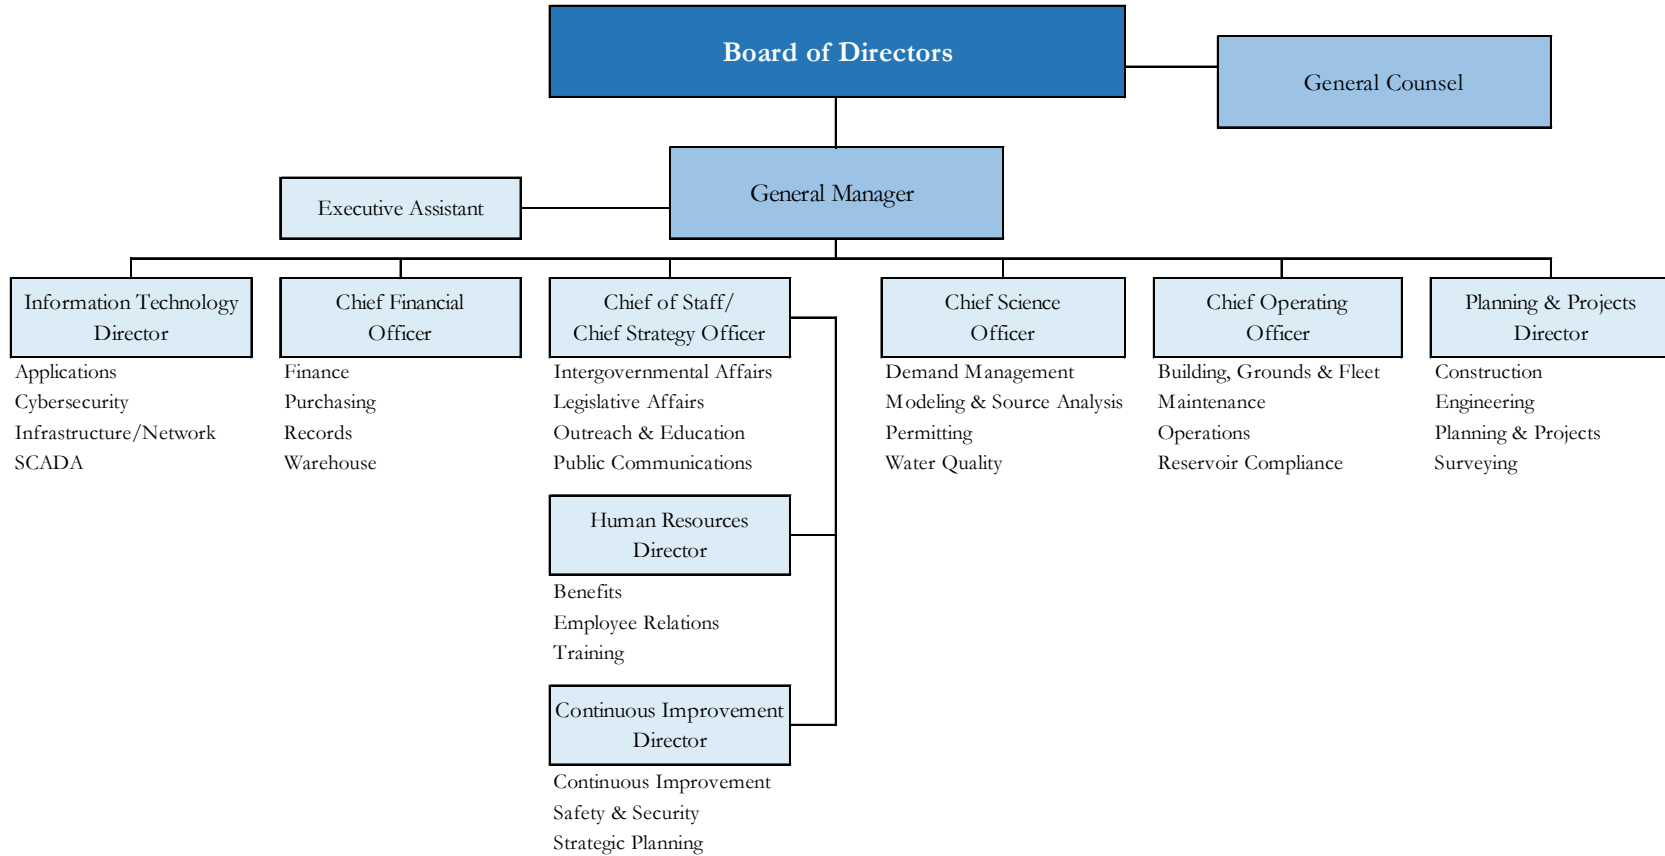 Board of Directors
General Counsel
General Manager
Executive Assistant
Information Technology
Director
Applications
Cybersecurity
Infrastructure/Network
SCADA
Chief Financial
Officer
Finance
Purchasing
Records
Warehouse
Chief of Staff/
Chief Strategy Officer
Intergovernmental Affairs
Legislative Affairs
Outreach & Education
Public Communications
Human Resources
Director
Benefits
Employee Relations
Training
Continuous Improvement
Director
Continuous Improvement
Safety & Security
Strategic Planning
Chief Science
Officer
Demand Management
Modeling & Source Analysis
Permitting
Water Quality
Chief Operating
Officer
Building, Grounds & Fleet
Maintenance
Operations
Reservoir Compliance
Planning & Projects
Director
Construction
Engineering
Planning & Projects
Surveying